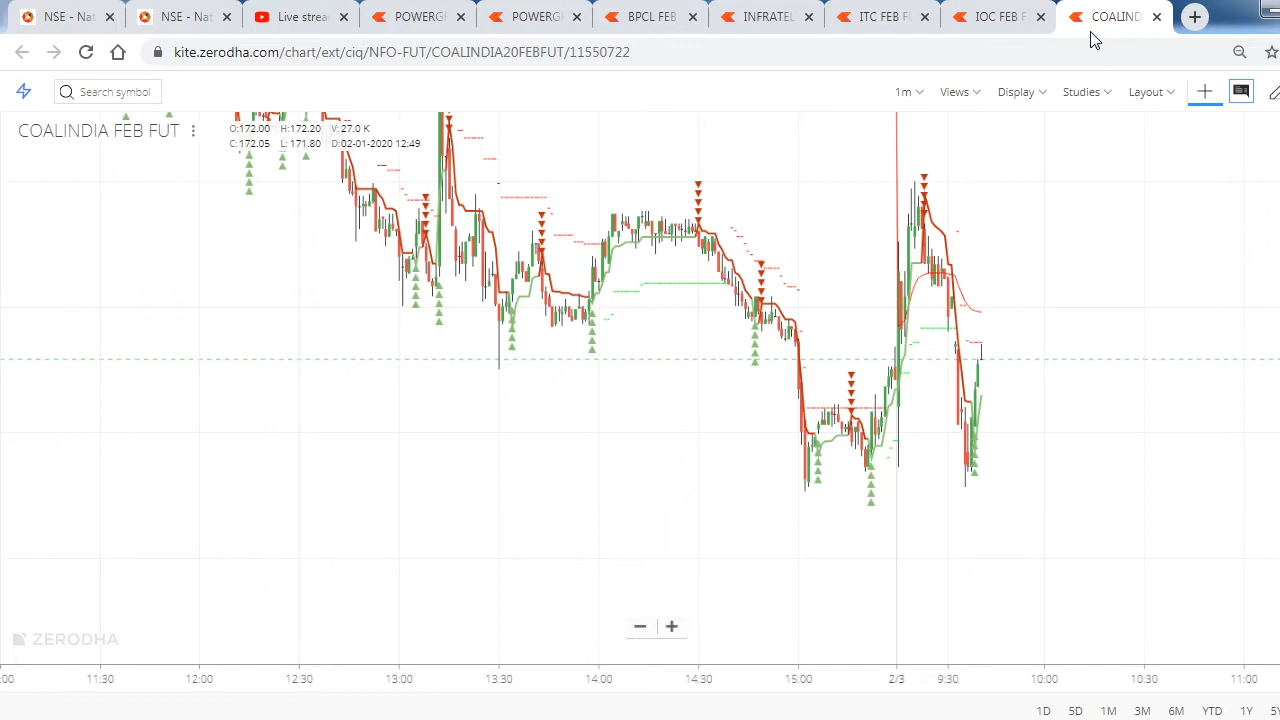 NSE - Nat
NSE - Nat
Live strea
POWERGR
POWERGR
BPCL FEB
INFRATEL
ITC FEB F
IOC FEB F
COALIND
kite.zerodha.com/chart/ext/ciq/NFO-FUT/COALINDIA20FEBFUT/11550722
Search symbol
1m
Views
Display
Studies
Layout
COALINDIA FEB FUT
O:172.00 H:172.20 V:27.0 K
C:172.05 L:171.80 D:02-01-2020 12:49
ZERODHA
:00 11:30 12:00 12:30 13:00 13:30 14:00 14:30 15:00 2/3 9:30 10:00 10:30 11:00
1D 5D 1M 3M 6M YTD 1Y 5Y